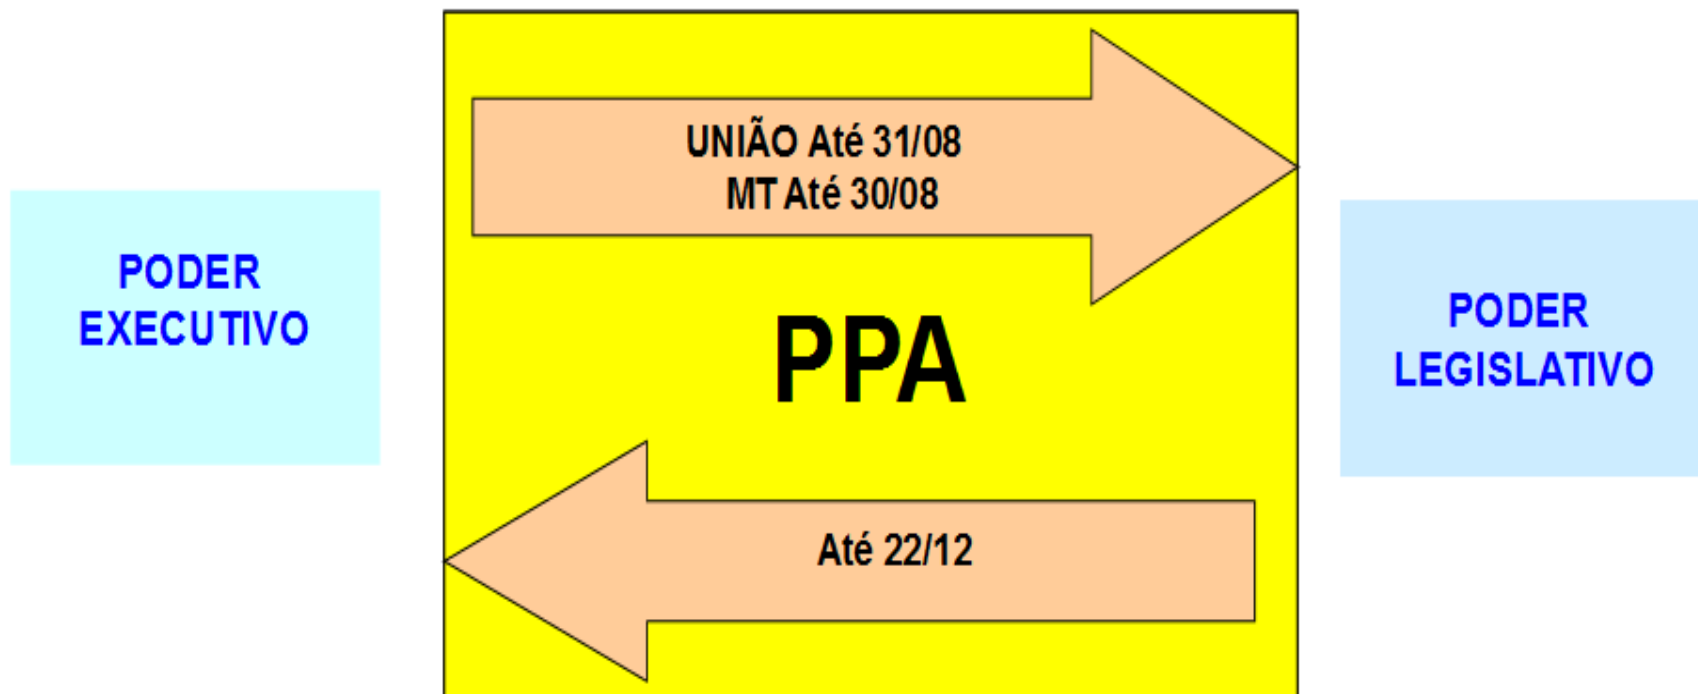 UNIÃO Até 31/08
MT Até 30/08
PODER
EXECUTIVO
PPA
PODER
LEGISLATIVO
Até 22/12